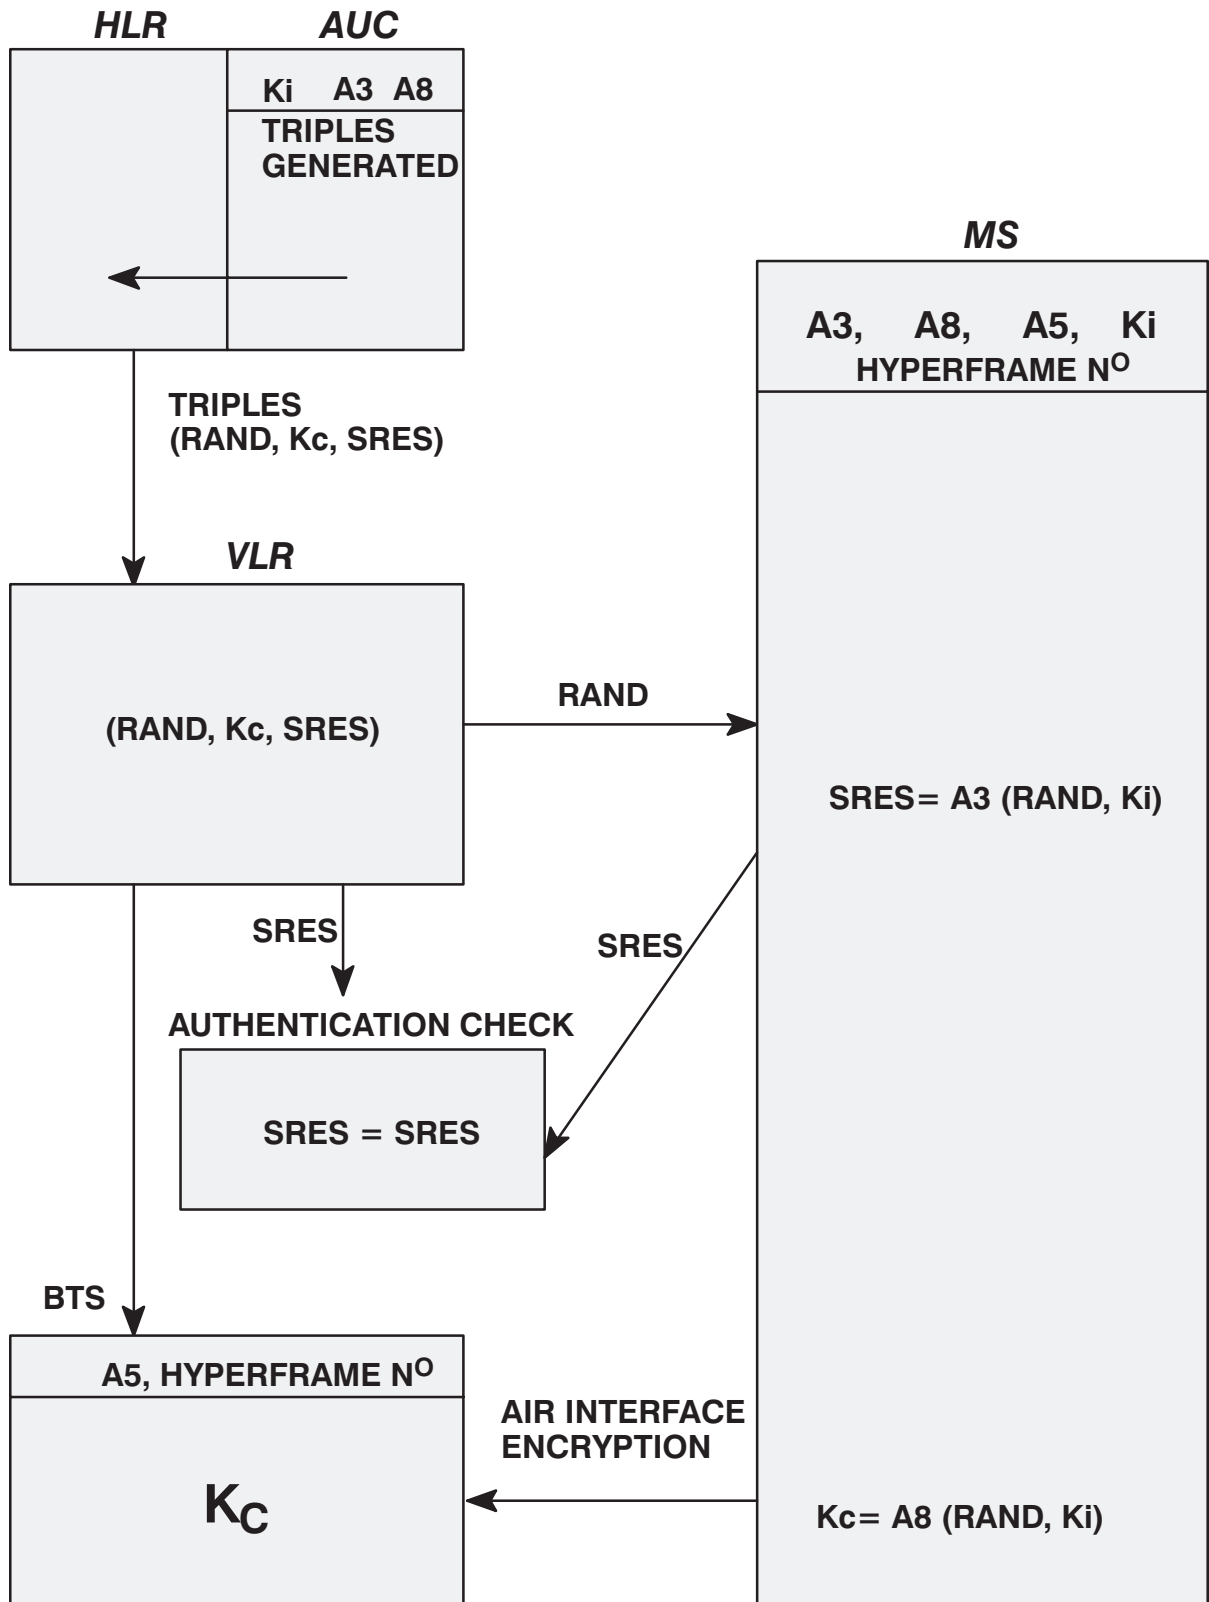 HLR AUC
Ki A3 A8
TRIPLES
GENERATED
MS
A3, A8, A5, Ki
HYPERFRAME Nº
TRIPLES
(RAND, Kc, SRES)
VLR
(RAND, Kc, SRES)
RAND
SRES= A3 (RAND, Ki)
SRES
SRES
AUTHENTICATION CHECK
SRES = SRES
BTS
A5, HYPERFRAME Nº
AIR INTERFACE
ENCRYPTION
KC
Kc= A8 (RAND, Ki)